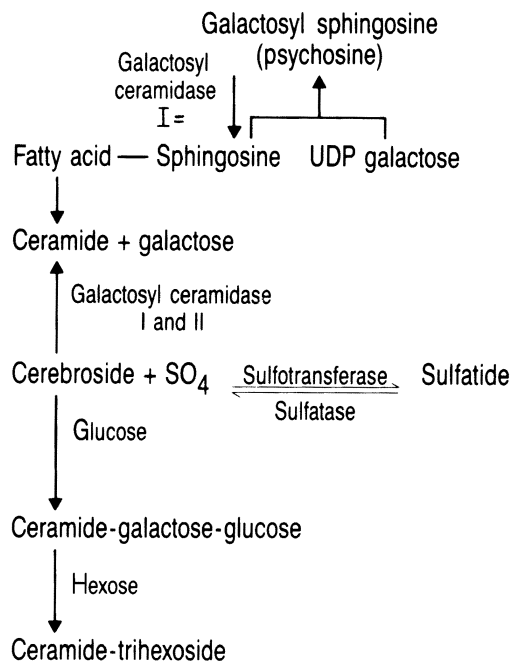 Galactosyl sphingosine
(psychosine)
Galactosyl
ceramidase
I =
Fatty acid — Sphingosine UDP galactose
Ceramide + galactose
Galactosyl ceramidase
I and II
Cerebroside + SO4 Sulfotransferase Sulfatide
Sulfatase
Glucose
Ceramide-galactose-glucose
Hexose
Ceramide-trihexoside